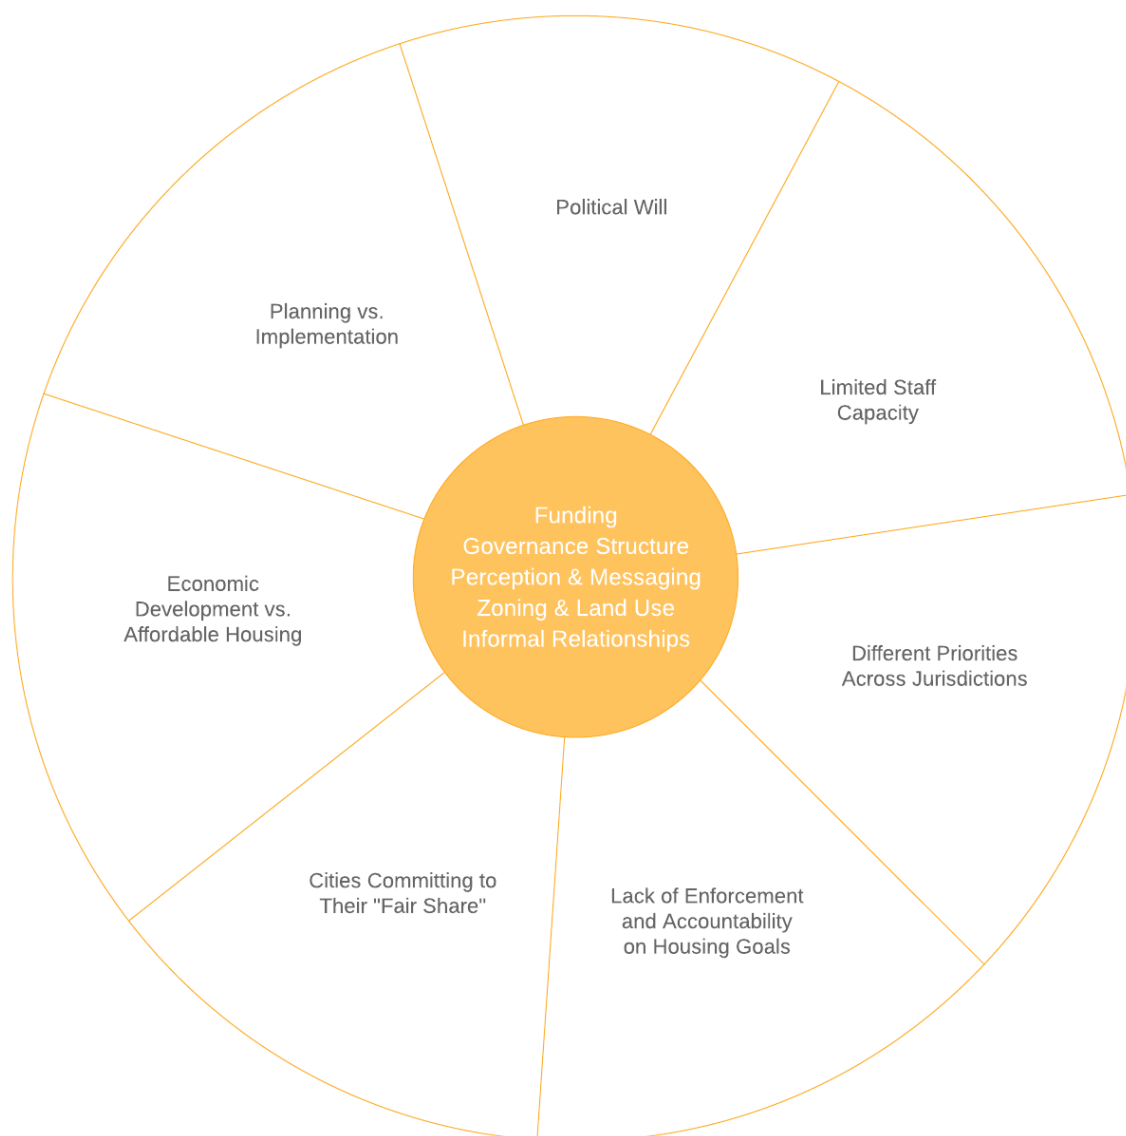 Political Will
Planning vs.
Implementation
Limited Staff
Capacity
Funding
Governance Structure
Perception & Messaging
Zoning & Land Use
Informal Relationships
Economic
Development vs.
Affordable Housing
Different Priorities
Across Jurisdictions
Cities Committing to
Their "Fair Share"
Lack of Enforcement
and Accountability
on Housing Goals